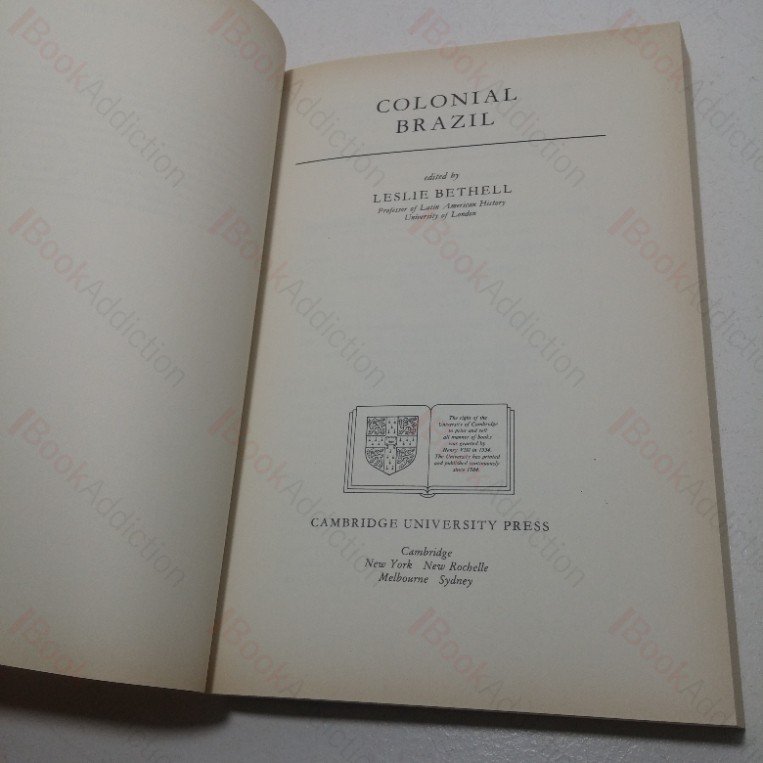 COLONIAL
BRAZIL
edited by
LESLIE BETHELL
Professor of Latin American History
University of London
The right of the
University of Cambridge
to print and sell
all manner of books
was granted by
Henry VIII in 1534.
The University has printed
and published continuously
since 1584.
CAMBRIDGE UNIVERSITY PRESS
Cambridge
New York New Rochelle
Melbourne Sydney
BookAddiction